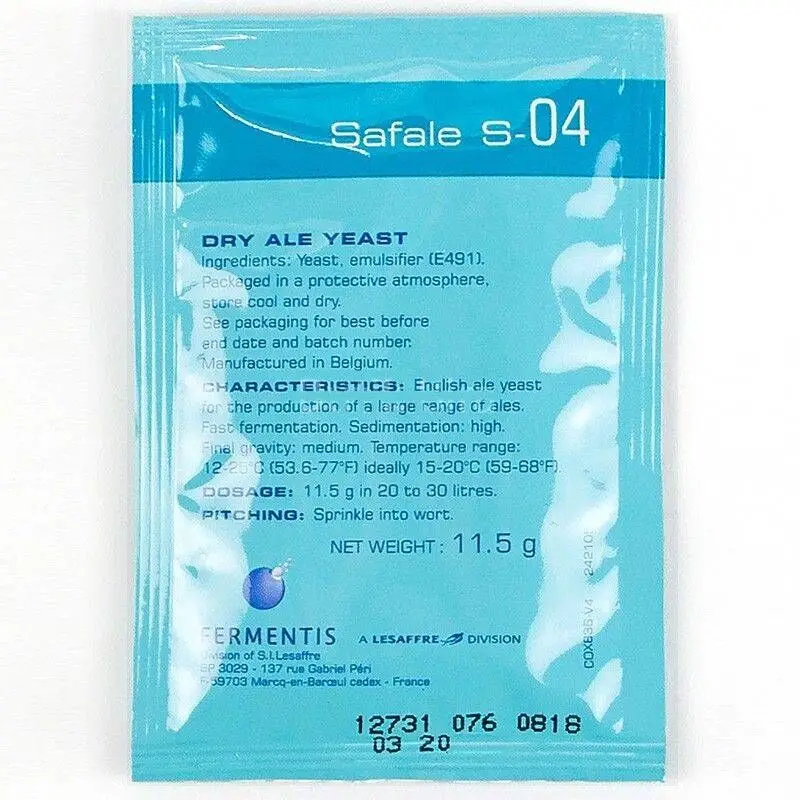 Safale S-04
DRY ALE YEAST
Ingredients: Yeast, emulsifier (E491).
Packaged in a protective atmosphere,
store cool and dry.
See packaging for best before
end date and batch number.
Manufactured in Belgium.
CHARACTERISTICS: English ale yeast
for the production of a large range of ales.
Fast fermentation. Sedimentation: high.
Final gravity: medium. Temperature range:
12-25°C (53.6-77°F) ideally 15-20°C (59-68°F).
DOSAGE: 11.5 g in 20 to 30 litres.
PITCHING: Sprinkle into wort.
NET WEIGHT: 11.5 g
FERMENTIS A LESAFFRE DIVISION
Division of S.I.Lesaffre
BP 3029 - 137 rue Gabriel Péri
F-59703 Marcq-en-Barœul cedex - France
12731 076 0818
03 20